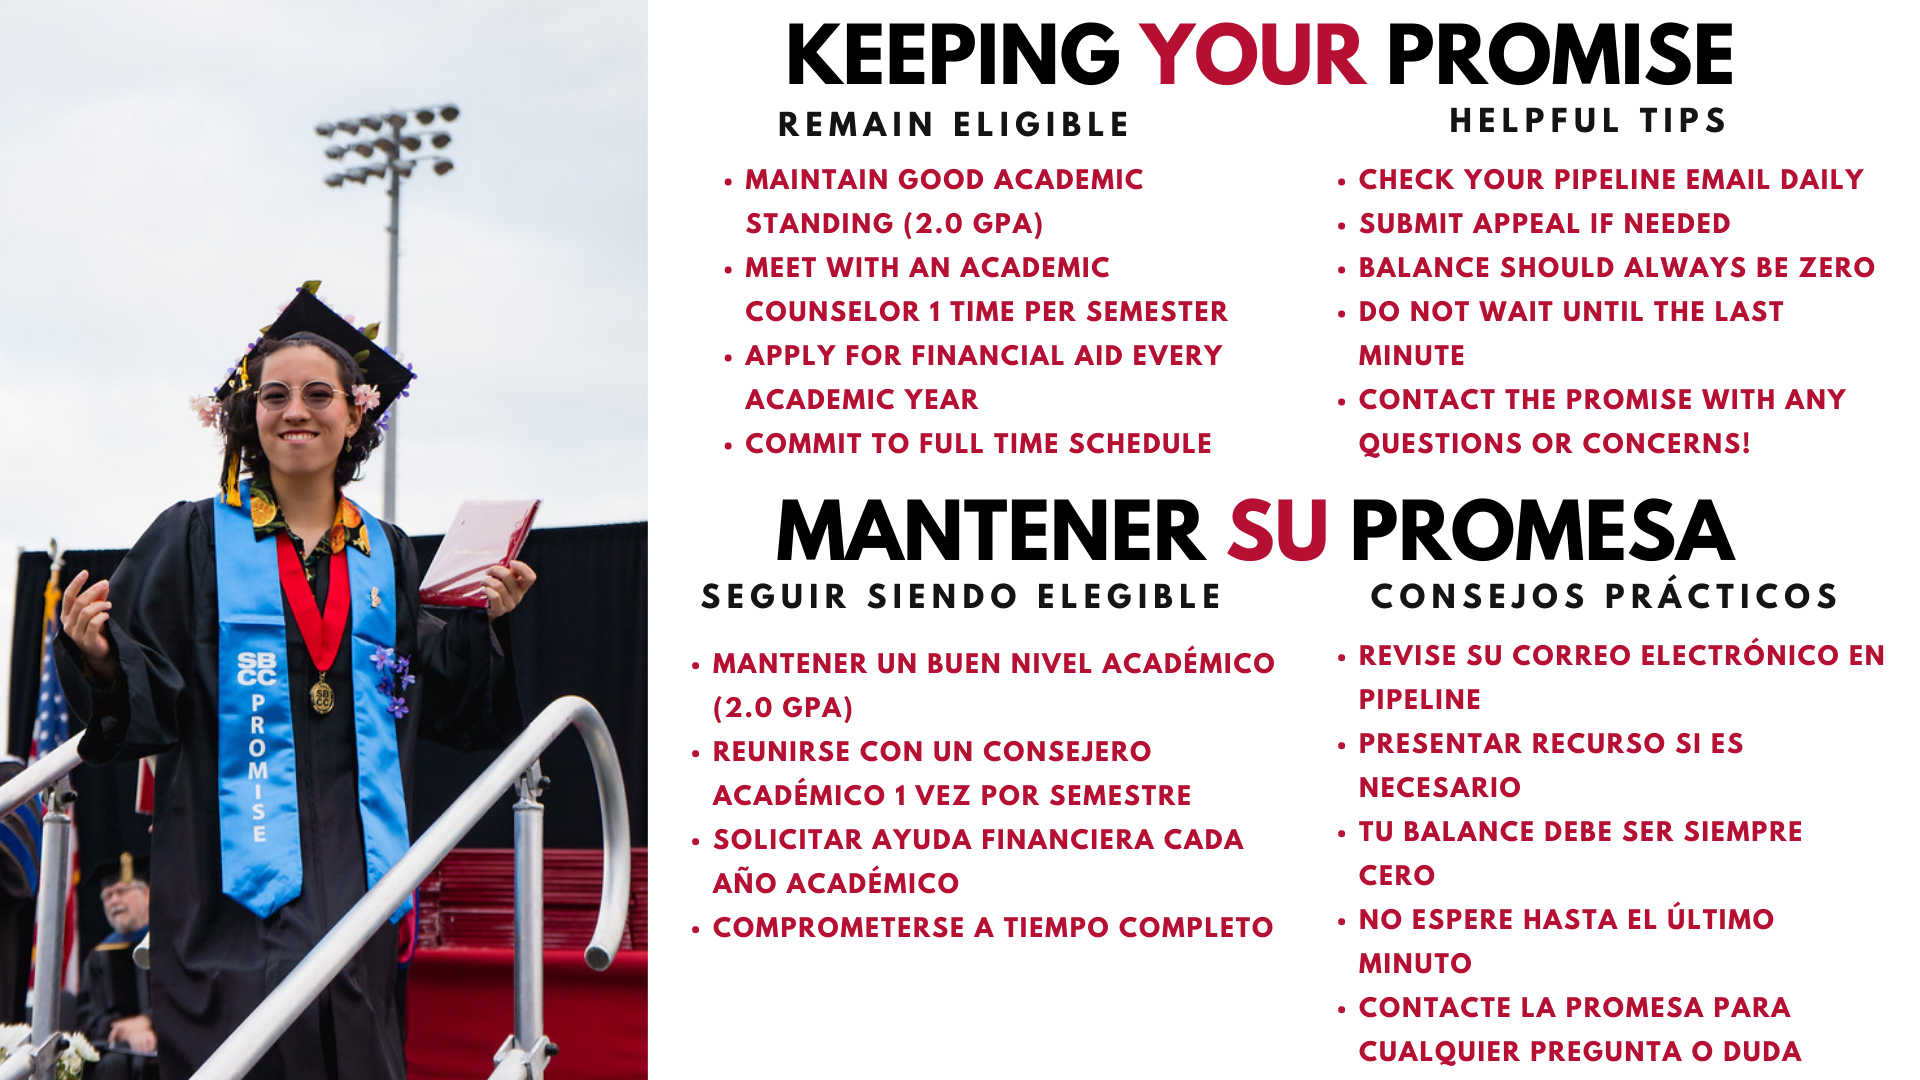 KEEPING YOUR PROMISE
REMAIN ELIGIBLE
• MAINTAIN GOOD ACADEMIC
STANDING (2.0 GPA)
• MEET WITH AN ACADEMIC
COUNSELOR 1 TIME PER SEMESTER
• APPLY FOR FINANCIAL AID EVERY
ACADEMIC YEAR
• COMMIT TO FULL TIME SCHEDULE
HELPFUL TIPS
• CHECK YOUR PIPELINE EMAIL DAILY
• SUBMIT APPEAL IF NEEDED
• BALANCE SHOULD ALWAYS BE ZERO
• DO NOT WAIT UNTIL THE LAST
MINUTE
• CONTACT THE PROMISE WITH ANY
QUESTIONS OR CONCERNS!
MANTENER SU PROMESA
SEGUIR SIENDO ELEGIBLE
• MANTENER UN BUEN NIVEL ACADÉMICO
(2.0 GPA)
• REUNIRSE CON UN CONSEJERO
ACADÉMICO 1 VEZ POR SEMESTRE
• SOLICITAR AYUDA FINANCIERA CADA
AÑO ACADÉMICO
• COMPROMETERSE A TIEMPO COMPLETO
CONSEJOS PRÁCTICOS
• REVISE SU CORREO ELECTRÓNICO EN
PIPELINE
• PRESENTAR RECURSO SI ES
NECESARIO
• TU BALANCE DEBE SER SIEMPRE
CERO
• NO ESPERE HASTA EL ÚLTIMO
MINUTO
• CONTACTE LA PROMESA PARA
CUALQUIER PREGUNTA O DUDA
SB
CC
PROMISE
SB
CC